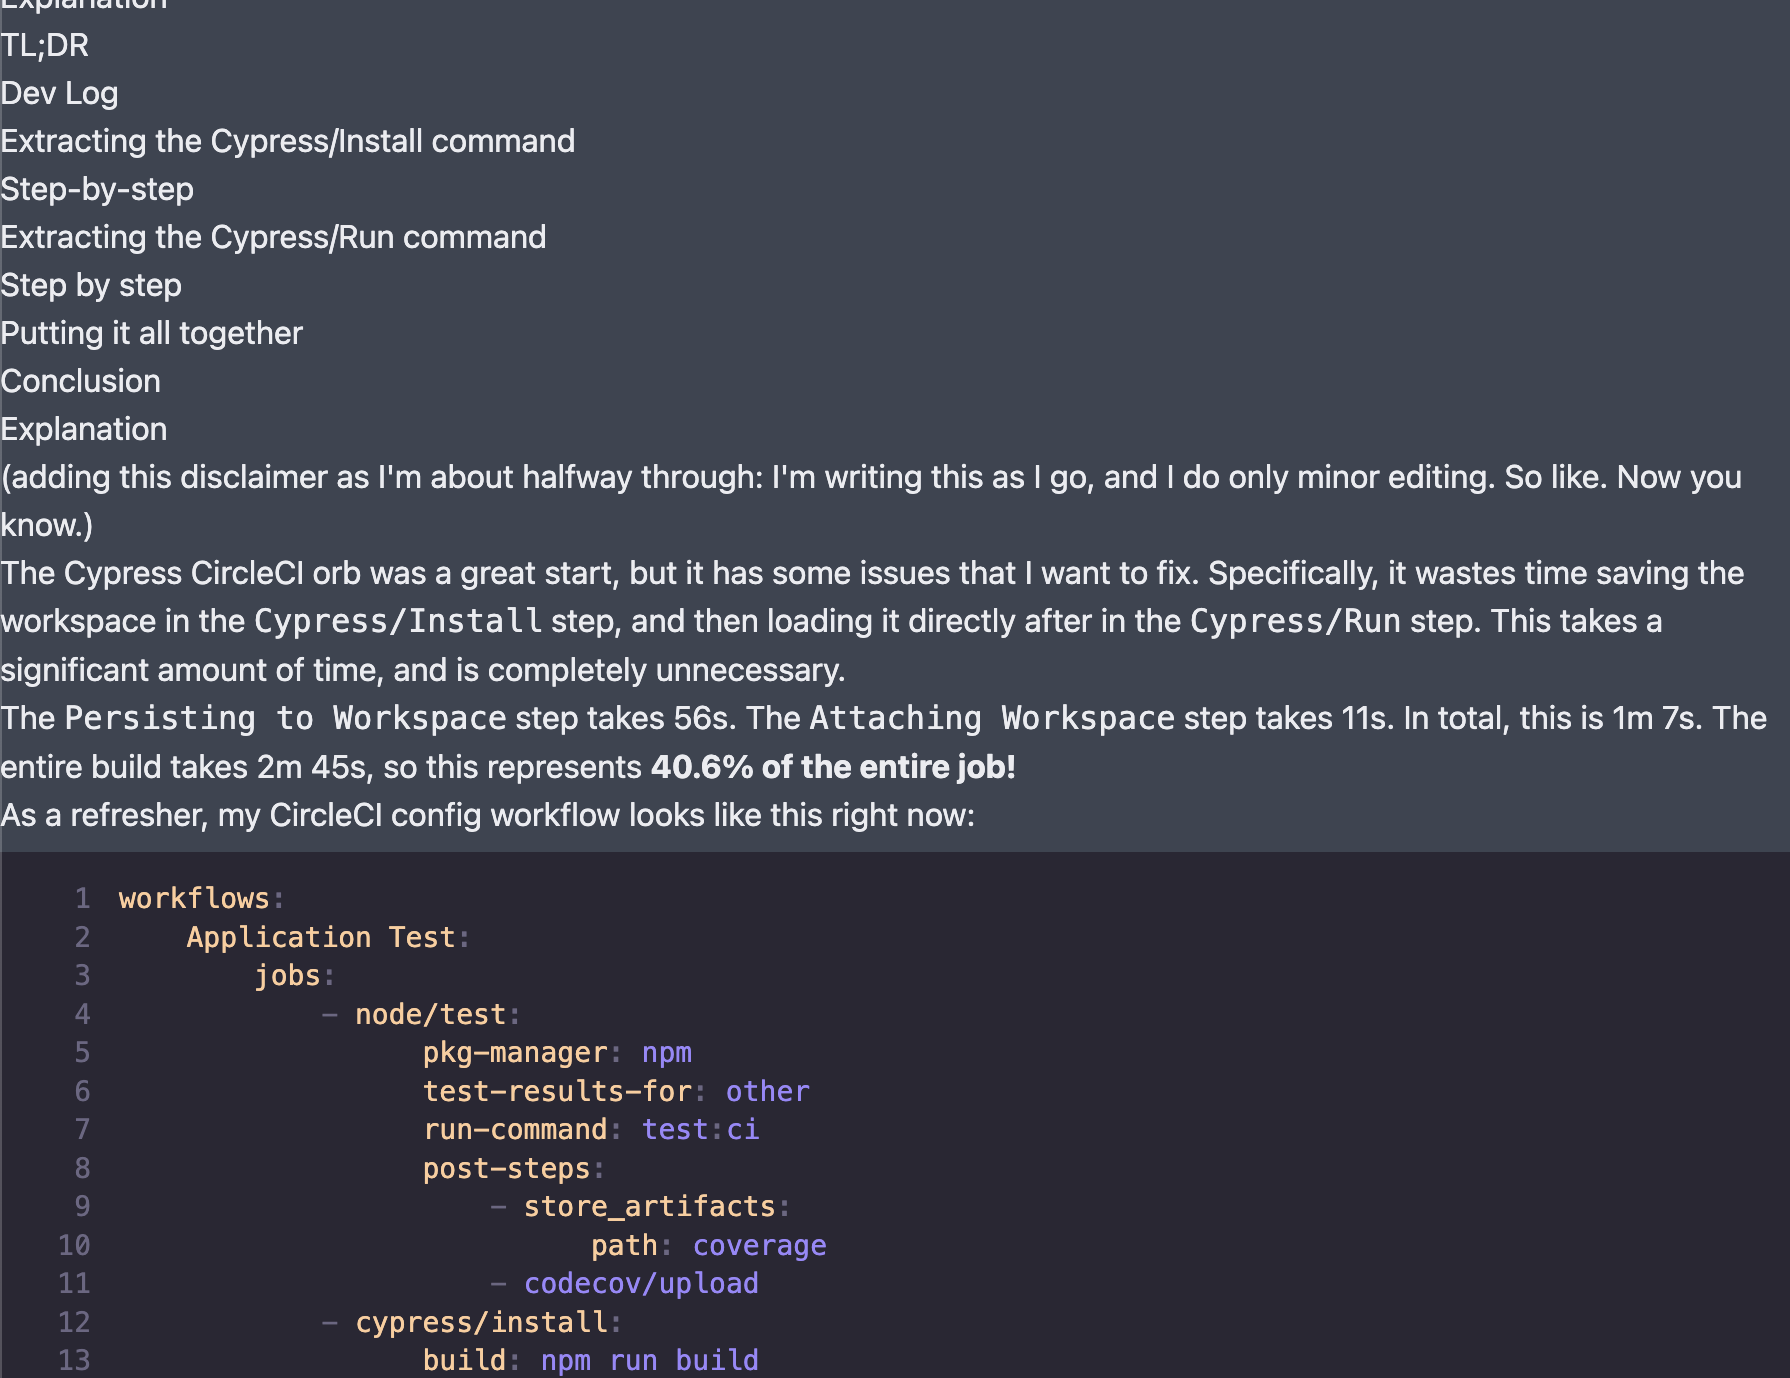 Explanation
TL;DR
Dev Log
Extracting the Cypress/Install command
Step-by-step
Extracting the Cypress/Run command
Step by step
Putting it all together
Conclusion
Explanation
(adding this disclaimer as I'm about halfway through: I'm writing this as I go, and I do only minor editing. So like. Now you
know.)
The Cypress CircleCI orb was a great start, but it has some issues that I want to fix. Specifically, it wastes time saving the
workspace in the Cypress/Install step, and then loading it directly after in the Cypress/Run step. This takes a
significant amount of time, and is completely unnecessary.
The Persisting to Workspace step takes 56s. The Attaching Workspace step takes 11s. In total, this is 1m 7s. The
entire build takes 2m 45s, so this represents 40.6% of the entire job!
As a refresher, my CircleCI config workflow looks like this right now:
1 workflows:
2 Application Test:
3 jobs:
4 - node/test:
5 pkg-manager: npm
6 test-results-for: other
7 run-command: test:ci
8 post-steps:
9 - store_artifacts:
10 path: coverage
11 - codecov/upload
12 - cypress/install:
13 build: npm run build